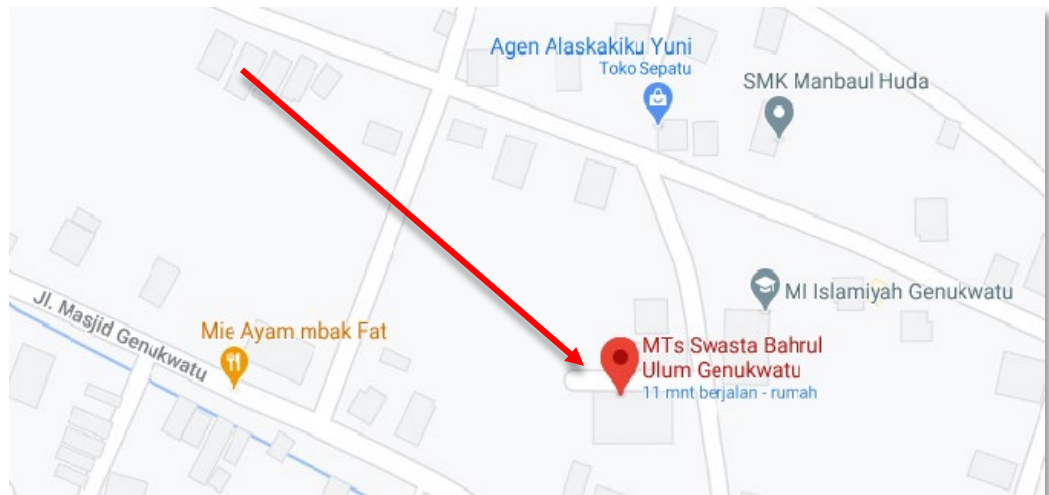 Agen Alaskakiku Yuni
Toko Sepatu
SMK Manbaul Huda
MI Islamiyah Genukwatu
Jl. Masjid Genukwatu
Mie Ayam mbak Fat
MTs Swasta Bahrul
Ulum Genukwatu
11 mnt berjalan - rumah